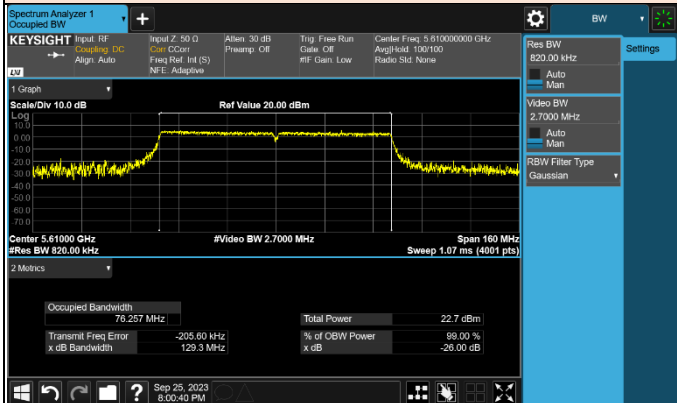 Spectrum Analyzer 1
Occupied BW
BW
KEYSIGHT
Input: RF
Coupling: DC
Align: Auto
Input Z: 50 Ω
Corr CCorr
Freq Ref: Int (S)
NFE: Adaptive
Atten: 30 dB
Preamp: Off
Trig: Free Run
Gate: Off
#IF Gain: Low
Center Freq: 5.610000000 GHz
Avg|Hold: 100/100
Radio Std: None
LXI
Res BW
820.00 kHz
Auto
Man
Video BW
2.7000 MHz
Auto
Man
RBW Filter Type
Gaussian
Settings
1 Graph
Scale/Div 10.0 dB
Ref Value 20.00 dBm
Log
10.0
0.00
-10.0
-20.0
-30.0
-40.0
-50.0
-60.0
-70.0
Center 5.61000 GHz
#Video BW 2.7000 MHz
Span 160 MHz
#Res BW 820.00 kHz
Sweep 1.07 ms (4001 pts)
2 Metrics
Occupied Bandwidth
76.257 MHz
Total Power 22.7 dBm
Transmit Freq Error -205.60 kHz
% of OBW Power 99.00 %
x dB Bandwidth 129.3 MHz
x dB -26.00 dB
?
Sep 25, 2023
8:00:40 PM